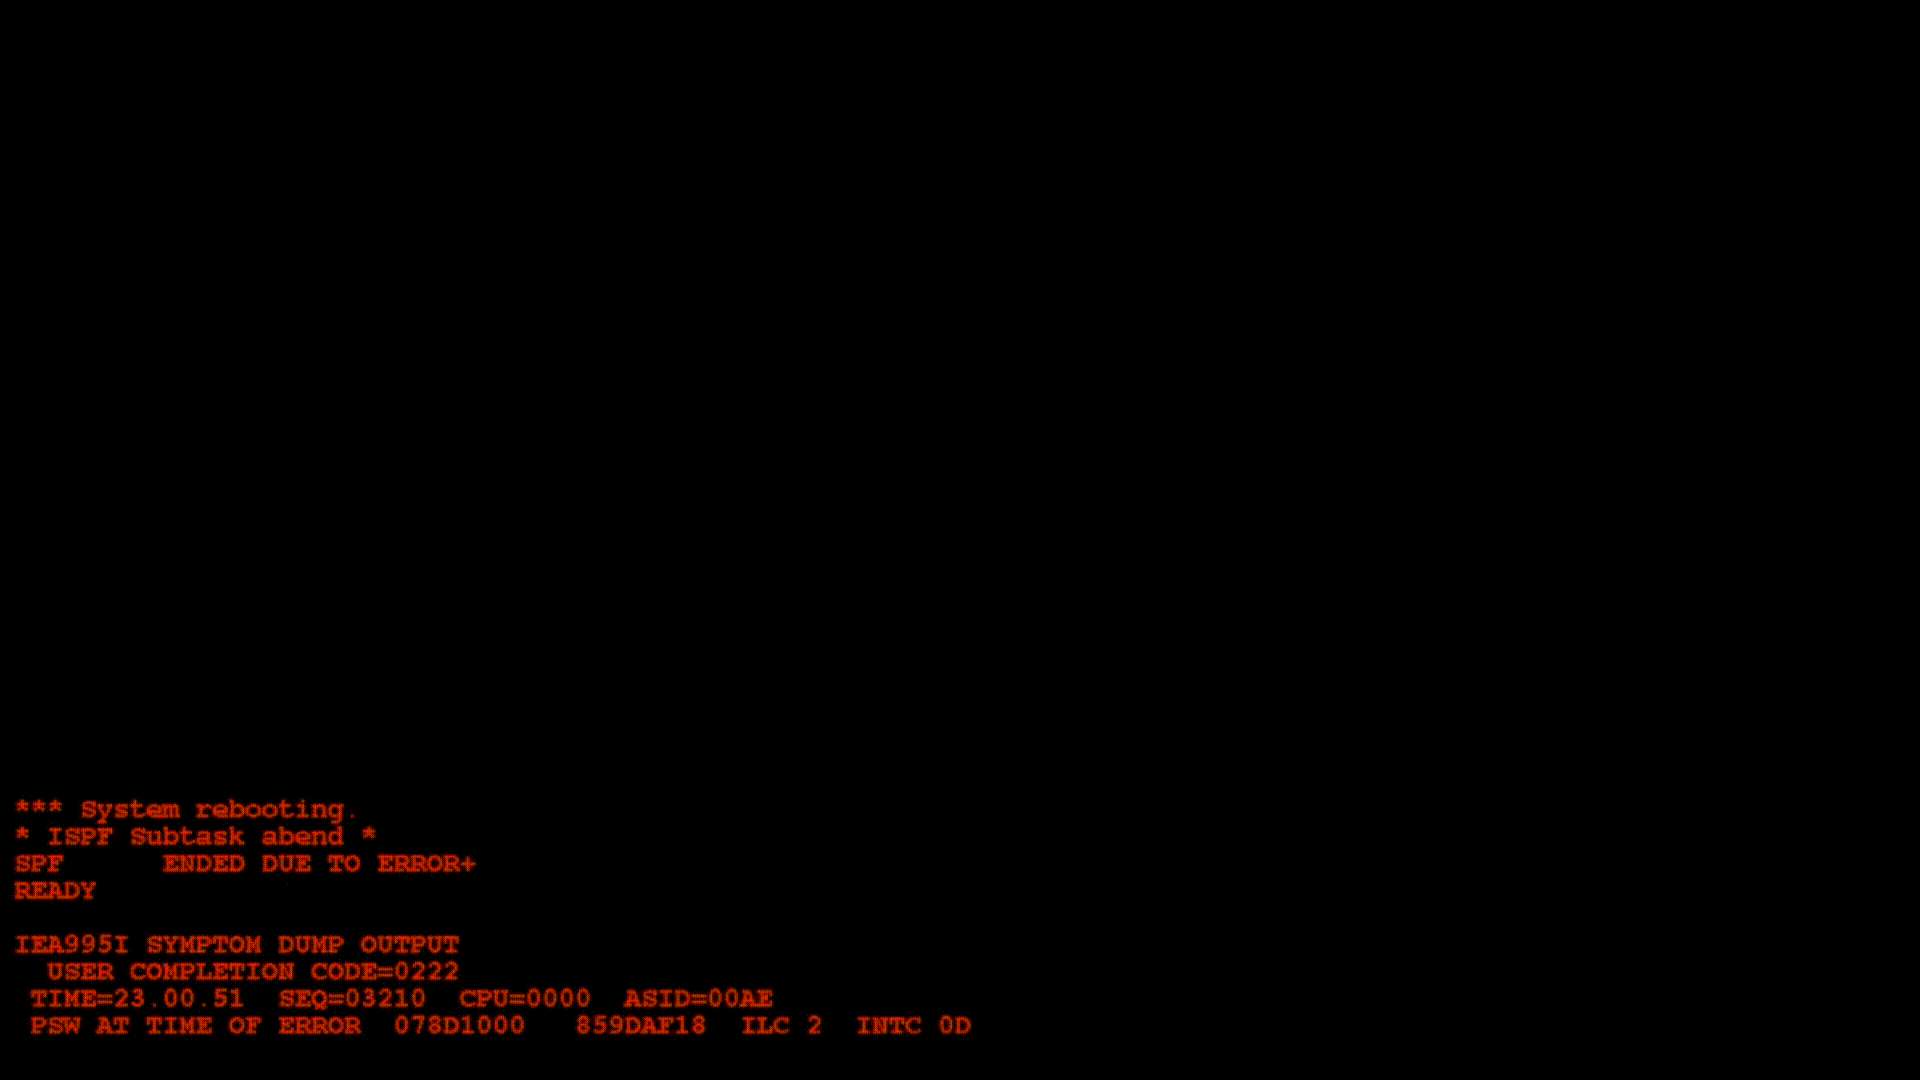 *** System rebooting.
* ISPF Subtask abend *
SPF      ENDED DUE TO ERROR+
READY

IEA995I SYMPTOM DUMP OUTPUT
  USER COMPLETION CODE=0222
 TIME=23.00.51  SEQ=03210  CPU=0000  ASID=00AE
 PSW AT TIME OF ERROR  078D1000   859DAF18  ILC 2  INTC 0D